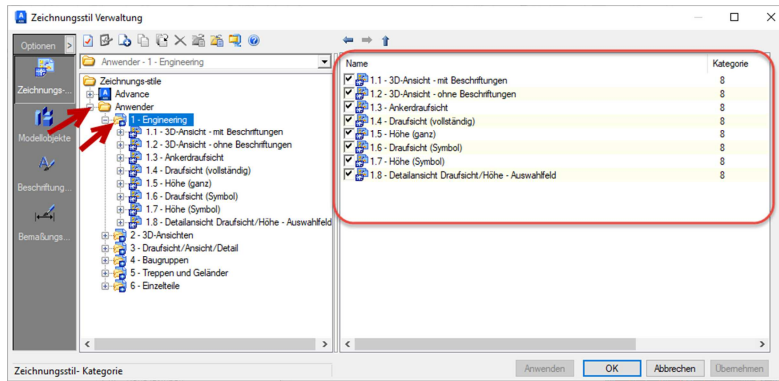 Zeichnungsstil Verwaltung
Optionen
Zeichnungs-...
Modellobjekte
Beschriftung...
Bemaßungs...
Anwender - 1 - Engineering
Zeichnungs-stile
Advance
Anwender
1 - Engineering
1.1 - 3D-Ansicht - mit Beschriftungen
1.2 - 3D-Ansicht - ohne Beschriftungen
1.3 - Ankerdraufsicht
1.4 - Draufsicht (vollständig)
1.5 - Höhe (ganz)
1.6 - Draufsicht (Symbol)
1.7 - Höhe (Symbol)
1.8 - Detailansicht Draufsicht/Höhe - Auswahlfeld
2 - 3D-Ansichten
3 - Draufsicht/Ansicht/Detail
4 - Baugruppen
5 - Treppen und Geländer
6 - Einzelteile
Name Kategorie
1.1 - 3D-Ansicht - mit Beschriftungen 8
1.2 - 3D-Ansicht - ohne Beschriftungen 8
1.3 - Ankerdraufsicht 8
1.4 - Draufsicht (vollständig) 8
1.5 - Höhe (ganz) 8
1.6 - Draufsicht (Symbol) 8
1.7 - Höhe (Symbol) 8
1.8 - Detailansicht Draufsicht/Höhe - Auswahlfeld 8
Zeichnungsstil- Kategorie
Anwenden OK Abbrechen Übernehmen